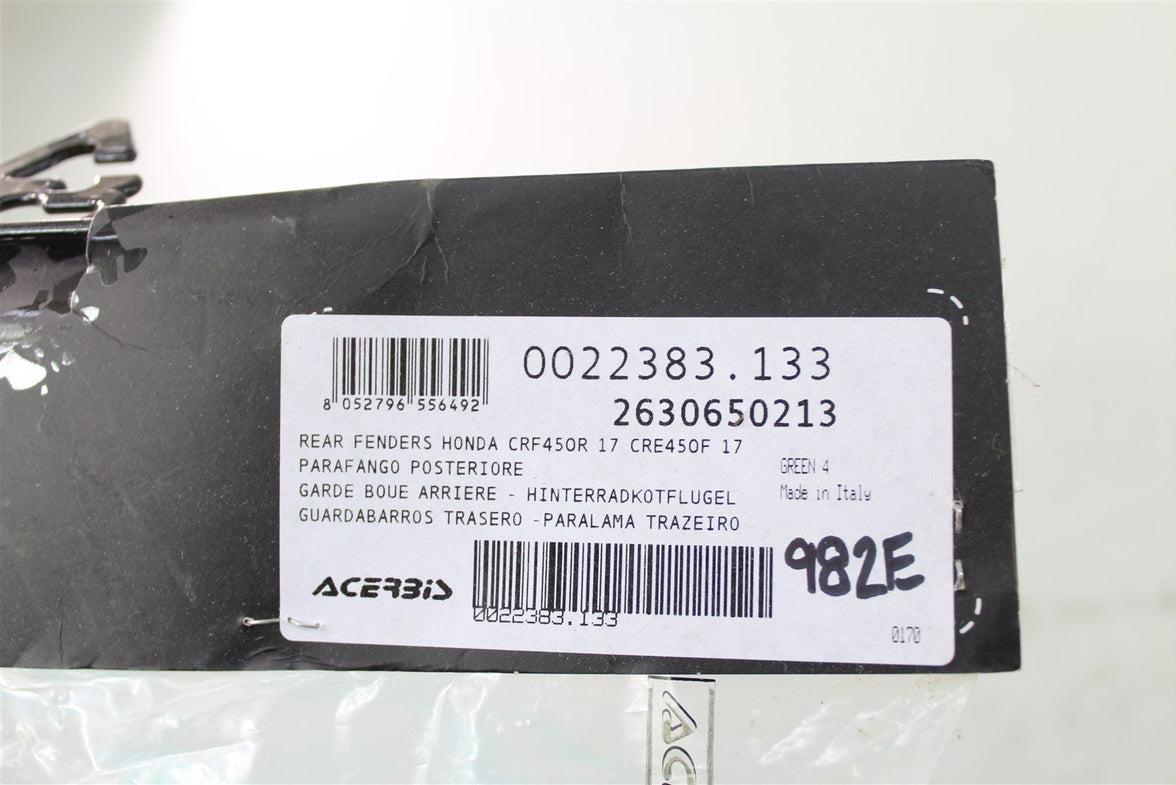 0022383.133
8 052796 556492
2630650213
REAR FENDERS HONDA CRF450R 17 CRE450F 17
PARAFANGO POSTERIORE
GREEN 4
GARDE BOUE ARRIERE - HINTERRADKOTFLUGEL
Made in Italy
GUARDABARROS TRASERO -PARALAMA TRAZEIRO
982E
ACERBIS
0022383.133
0170
AC